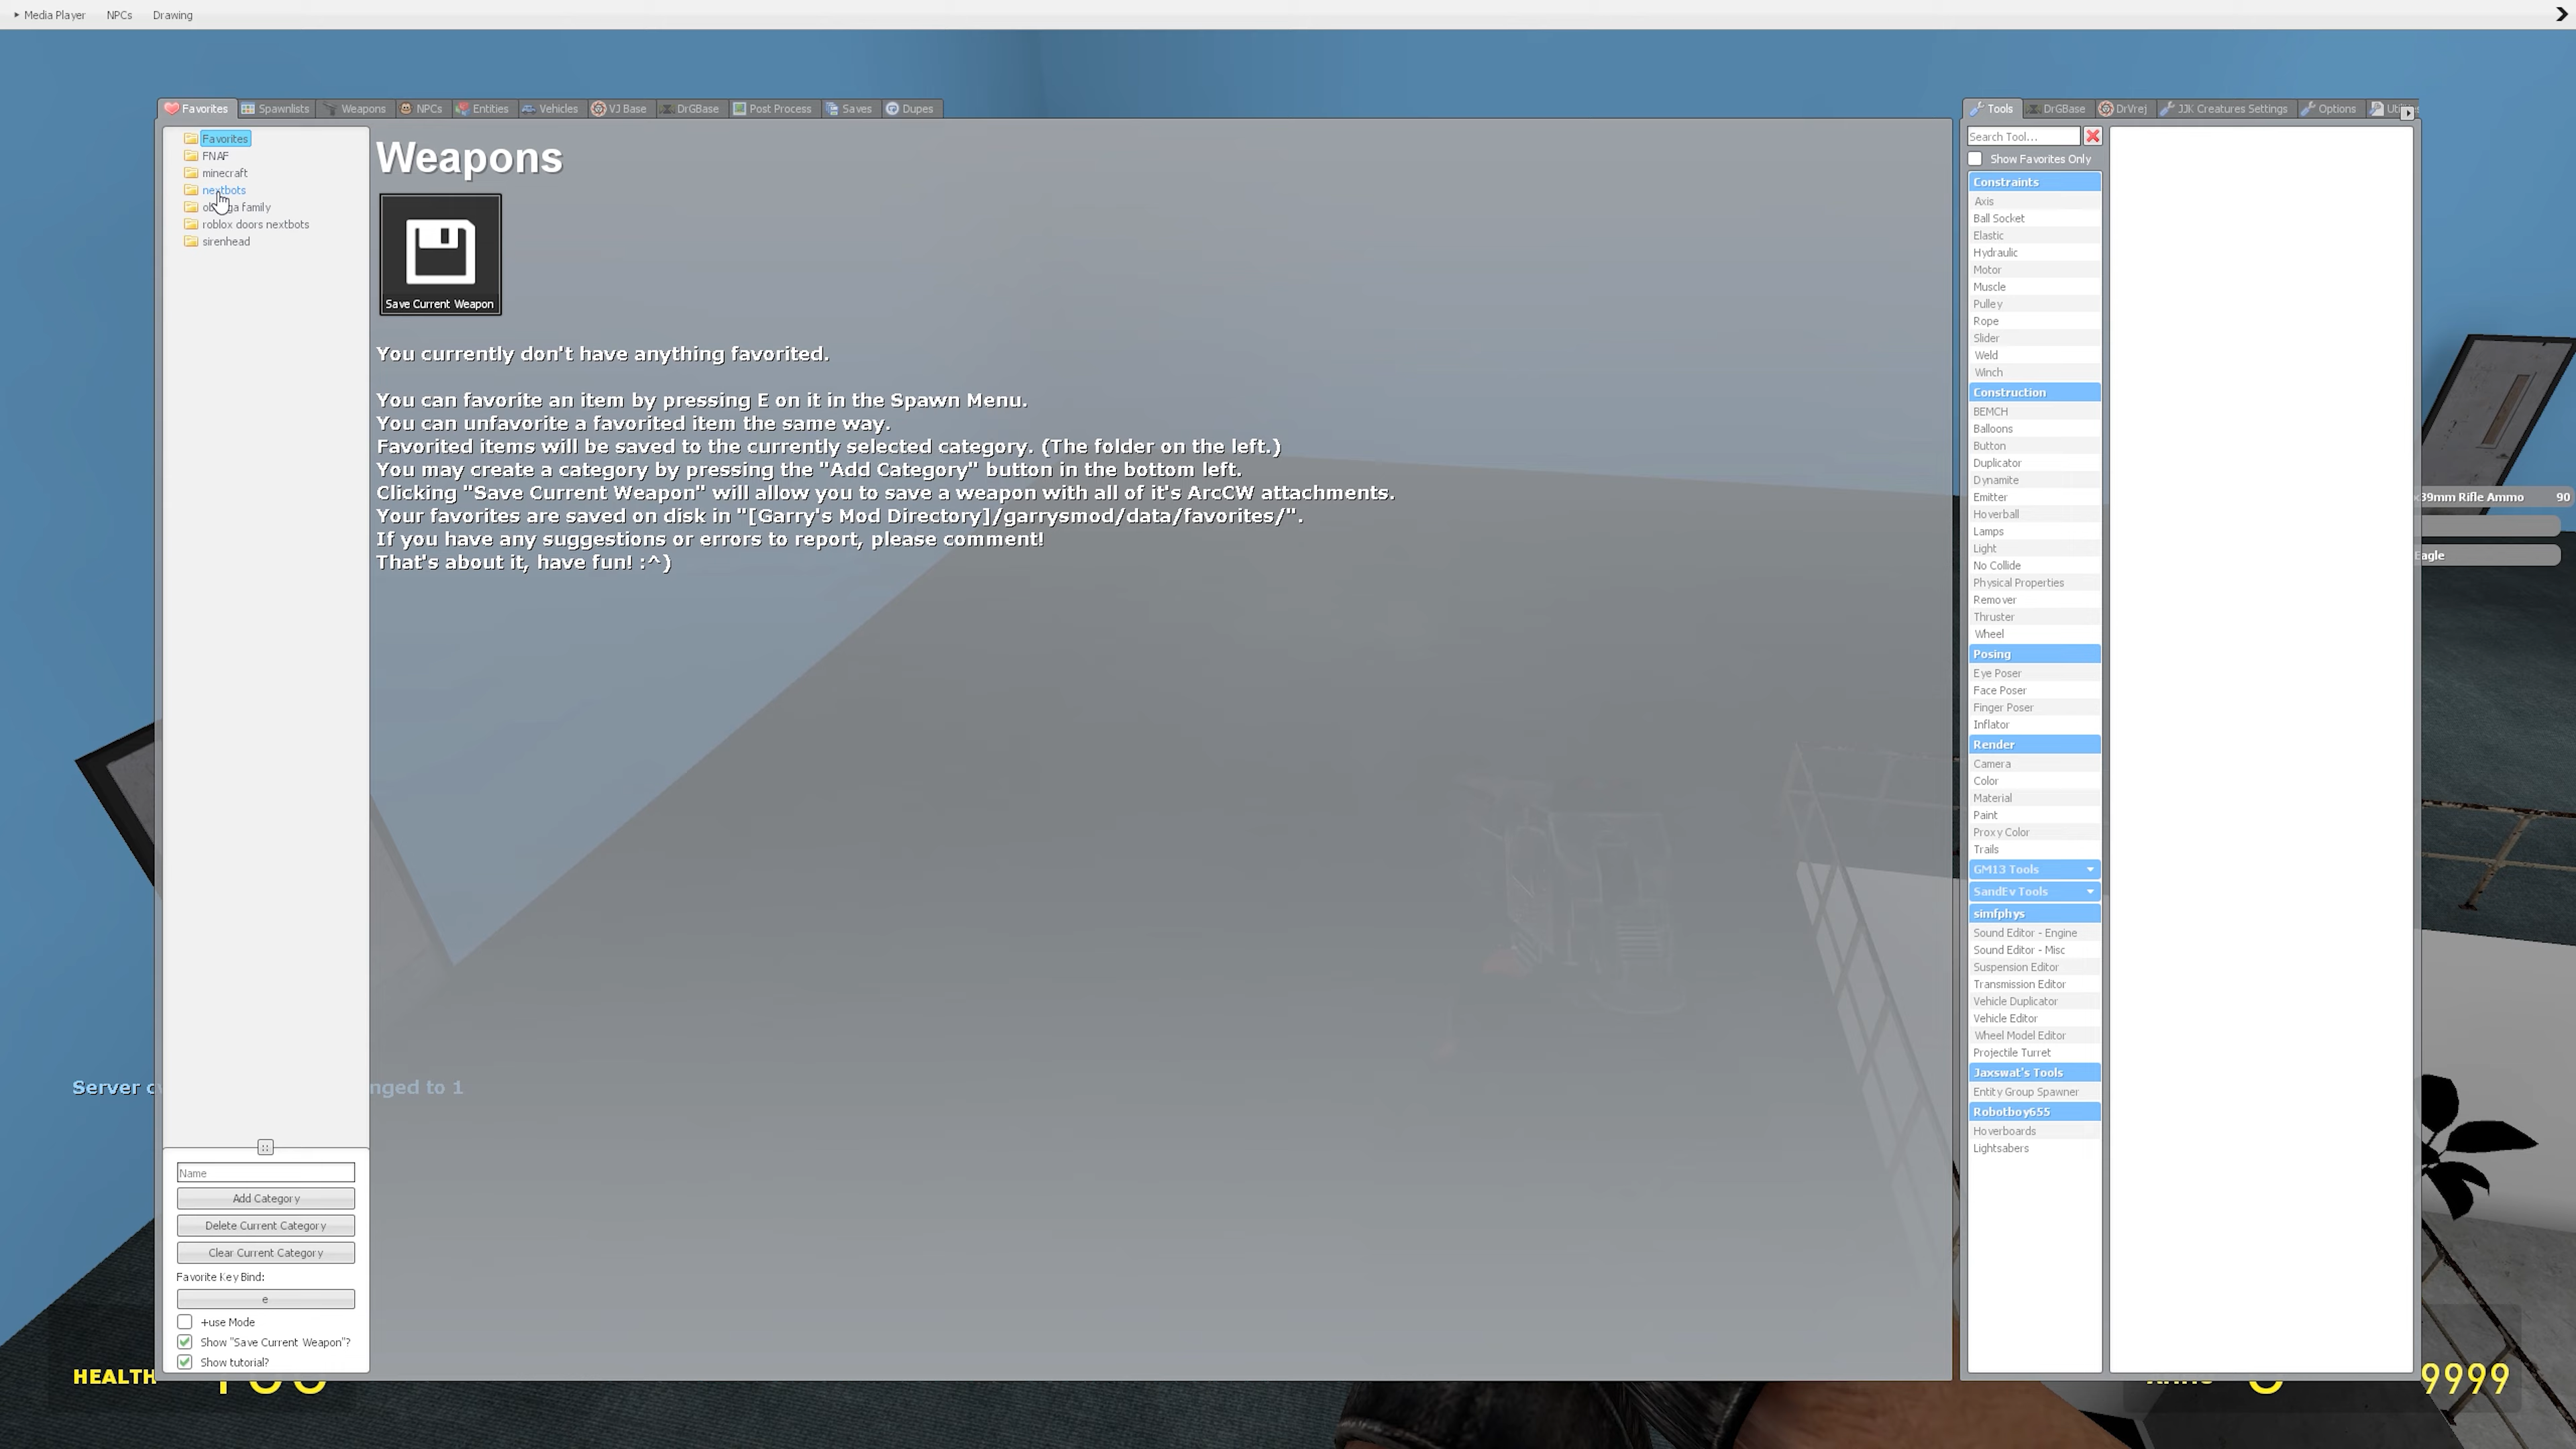 Media Player NPCs Drawing
Favorites Spawnlists Weapons NPCs Entities Vehicles VJ Base DrGBase Post Process Saves Dupes
Favorites
FNAF
minecraft
nextbots
family
roblox doors nextbots
sirenhead
Weapons
Save Current Weapon
You currently don't have anything favorited.
You can favorite an item by pressing E on it in the Spawn Menu.
You can unfavorite a favorited item the same way.
Favorited items will be saved to the currently selected category. (The folder on the left.)
You may create a category by pressing the "Add Category" button in the bottom left.
Clicking "Save Current Weapon" will allow you to save a weapon with all of it's ArcCW attachments.
Your favorites are saved on disk in "[Garry's Mod Directory]/garrysmod/data/favorites/".
If you have any suggestions or errors to report, please comment!
That's about it, have fun! :^)
Server
nged to 1
Name
Add Category
Delete Current Category
Clear Current Category
Favorite Key Bind:
e
+use Mode
Show "Save Current Weapon"?
Show tutorial?
HEALTH
Tools DrGBase DrVrej JJK Creatures Settings Options
Search Tool...
Show Favorites Only
Constraints
Axis
Ball Socket
Elastic
Hydraulic
Motor
Muscle
Pulley
Rope
Slider
Weld
Winch
Construction
BEMCH
Balloons
Button
Duplicator
Dynamite
Emitter
Hoverball
Lamps
Light
No Collide
Physical Properties
Remover
Thruster
Wheel
Posing
Eye Poser
Face Poser
Finger Poser
Inflator
Render
Camera
Color
Material
Paint
Proxy Color
Trails
GM13 Tools
SandEv Tools
simfphys
Sound Editor - Engine
Sound Editor - Misc
Suspension Editor
Transmission Editor
Vehicle Duplicator
Vehicle Editor
Wheel Model Editor
Projectile Turret
Jaxswat's Tools
Entity Group Spawner
Robotboy655
Hoverboards
Lightsabers
39mm Rifle Ammo 90
Eagle
9999